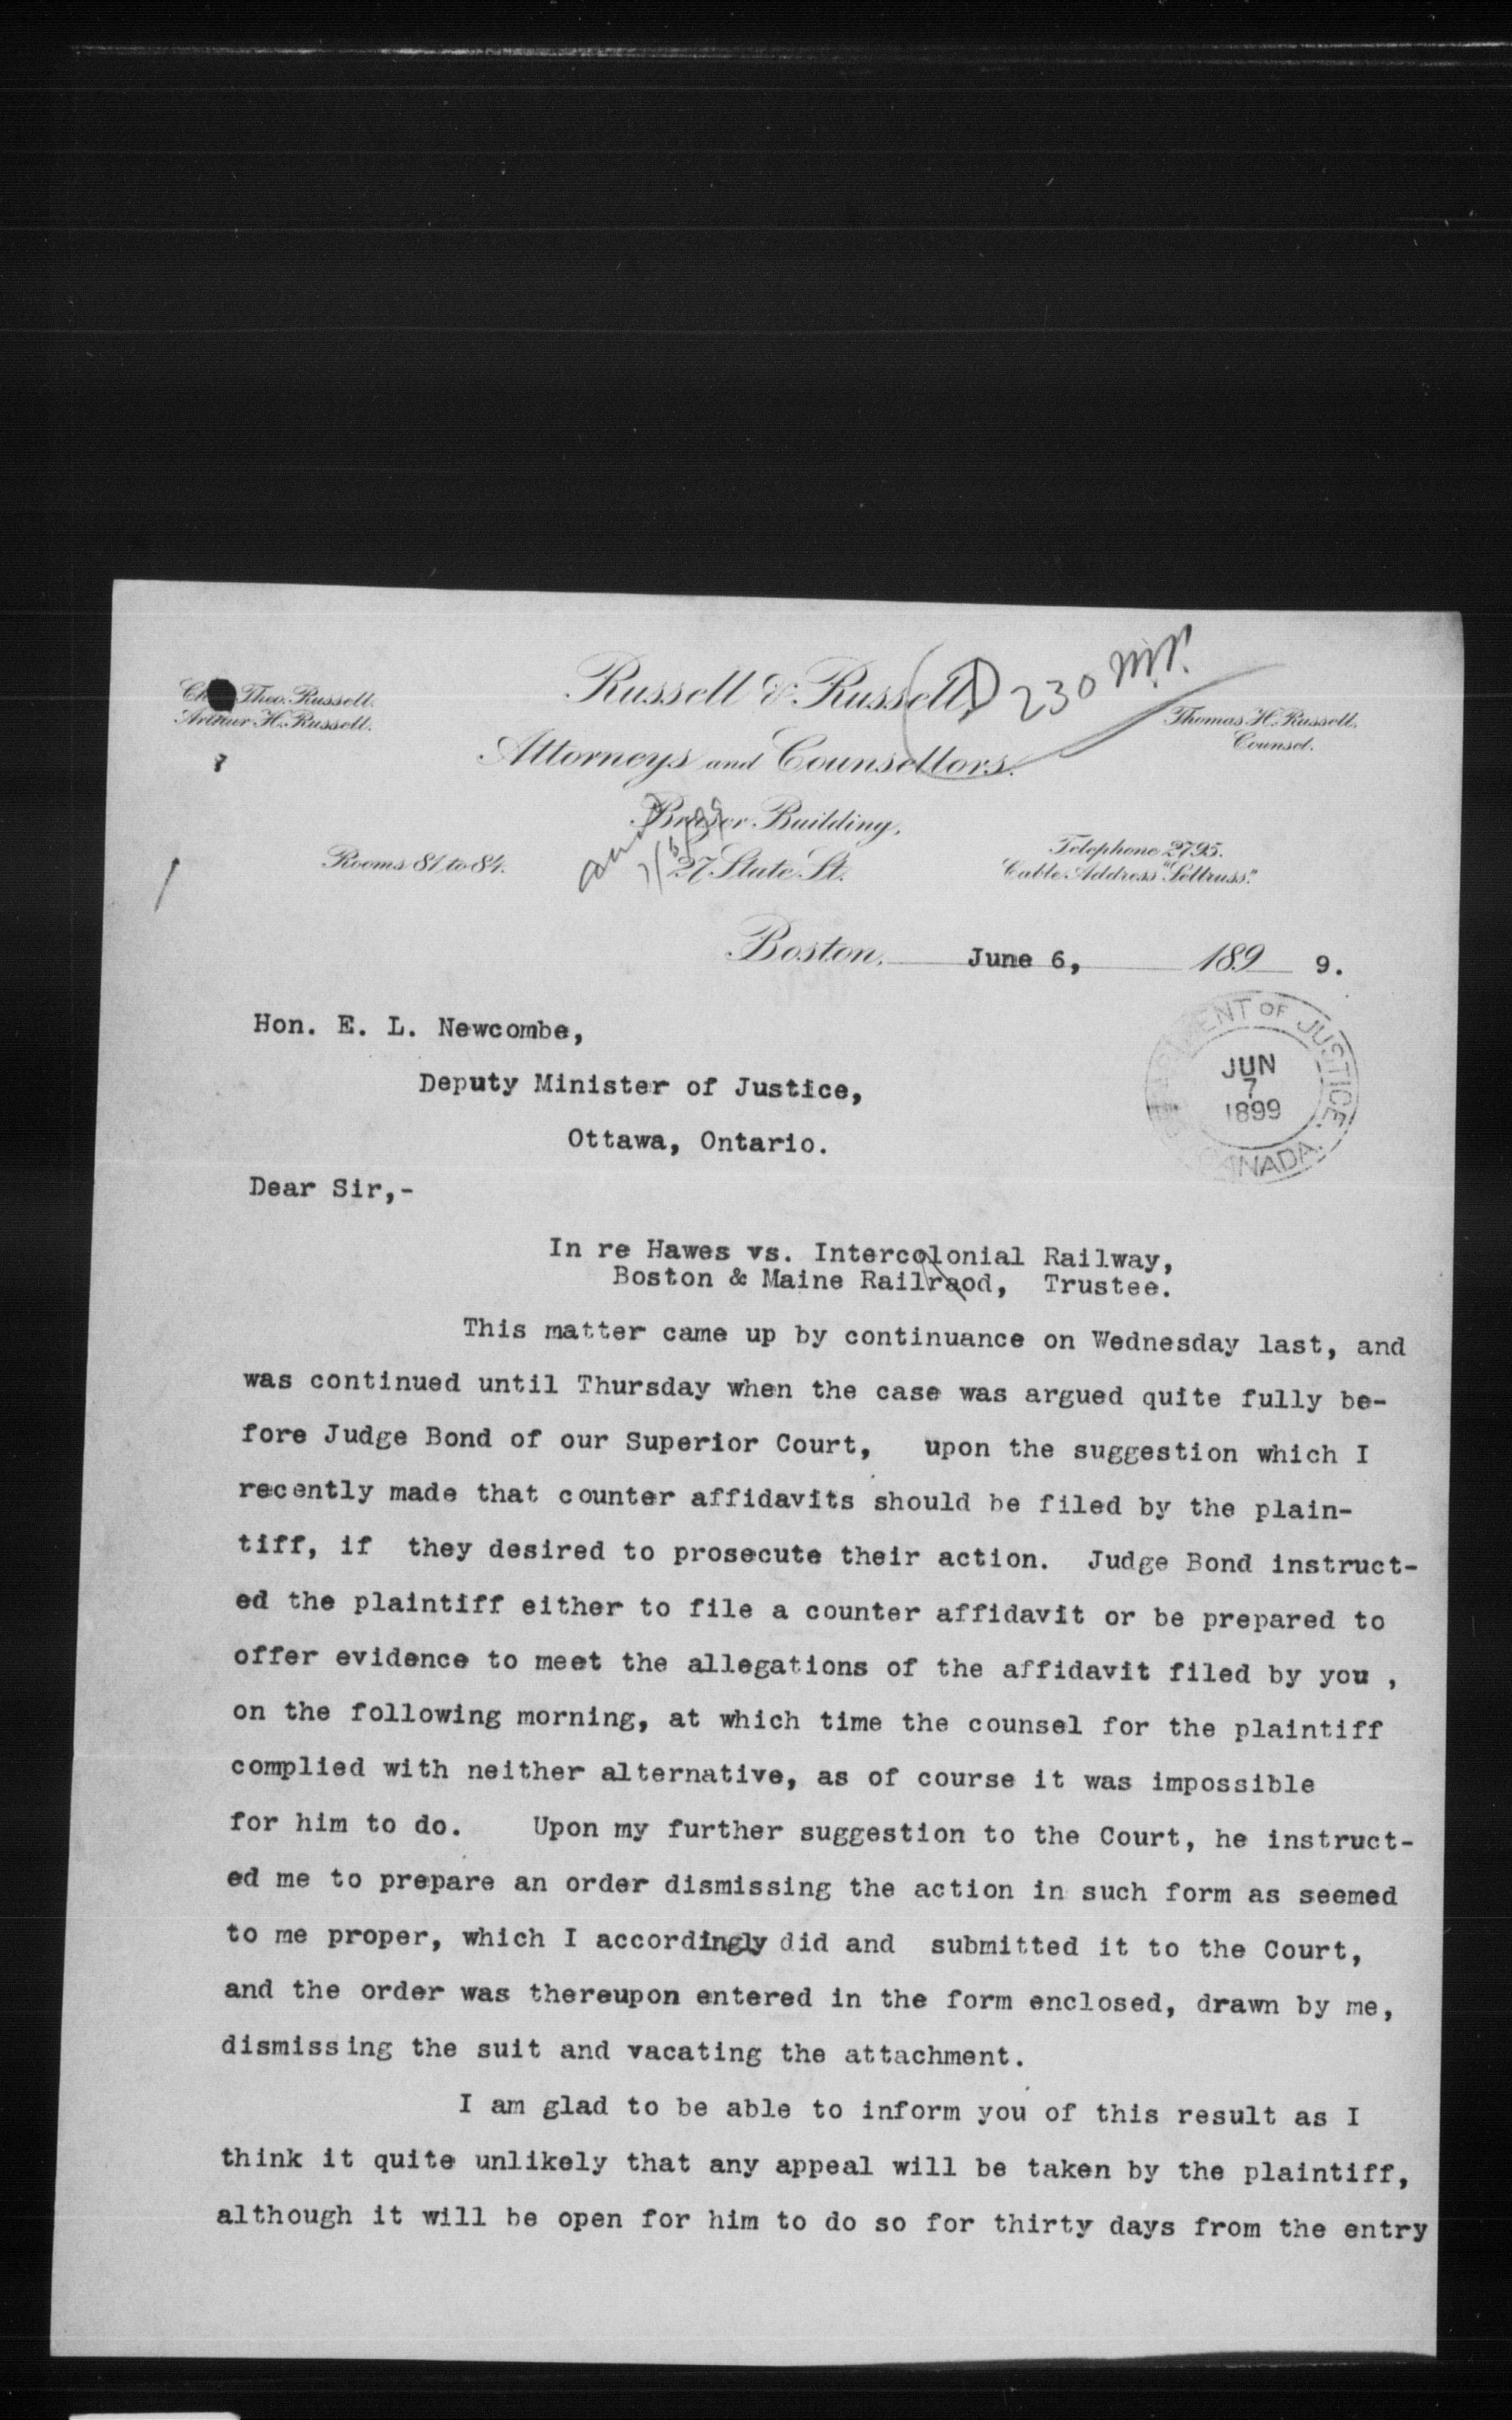 Russell & Russell,
230 M.P.
Theo. Russell.
Arthur H. Russell.
Thomas H. Russell,
Counsel.
Attorneys and Counsellors.
Building,
Rooms 81 to 84.
27 State St.
Telephone 2795.
Cable Address "Sellruss."
Boston, June 6, 189 9.
Hon. E. L. Newcombe,
Deputy Minister of Justice,
Ottawa, Ontario.
DEPARTMENT OF JUSTICE,
JUN
7
1899
CANADA.
Dear Sir,-
In re Hawes vs. Intercolonial Railway,
Boston & Maine Railraod, Trustee.
This matter came up by continuance on Wednesday last, and
was continued until Thursday when the case was argued quite fully be-
fore Judge Bond of our Superior Court, upon the suggestion which I
recently made that counter affidavits should be filed by the plain-
tiff, if they desired to prosecute their action. Judge Bond instruct-
ed the plaintiff either to file a counter affidavit or be prepared to
offer evidence to meet the allegations of the affidavit filed by you ,
on the following morning, at which time the counsel for the plaintiff
complied with neither alternative, as of course it was impossible
for him to do. Upon my further suggestion to the Court, he instruct-
ed me to prepare an order dismissing the action in such form as seemed
to me proper, which I accordingly did and submitted it to the Court,
and the order was thereupon entered in the form enclosed, drawn by me,
dismissing the suit and vacating the attachment.
I am glad to be able to inform you of this result as I
think it quite unlikely that any appeal will be taken by the plaintiff,
although it will be open for him to do so for thirty days from the entry